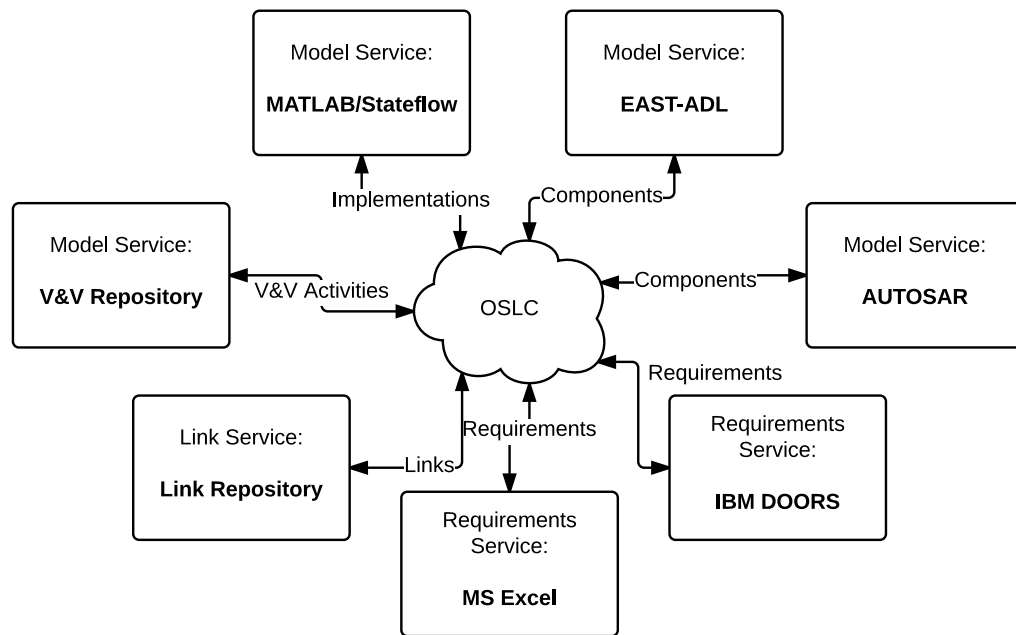 Model Service:
MATLAB/Stateflow
Model Service:
EAST-ADL
Implementations
Components
Model Service:
V&V Repository
V&V Activities
OSLC
Components
Model Service:
AUTOSAR
Requirements
Link Service:
Link Repository
Links
Requirements
Requirements
Service:
IBM DOORS
Requirements
Service:
MS Excel